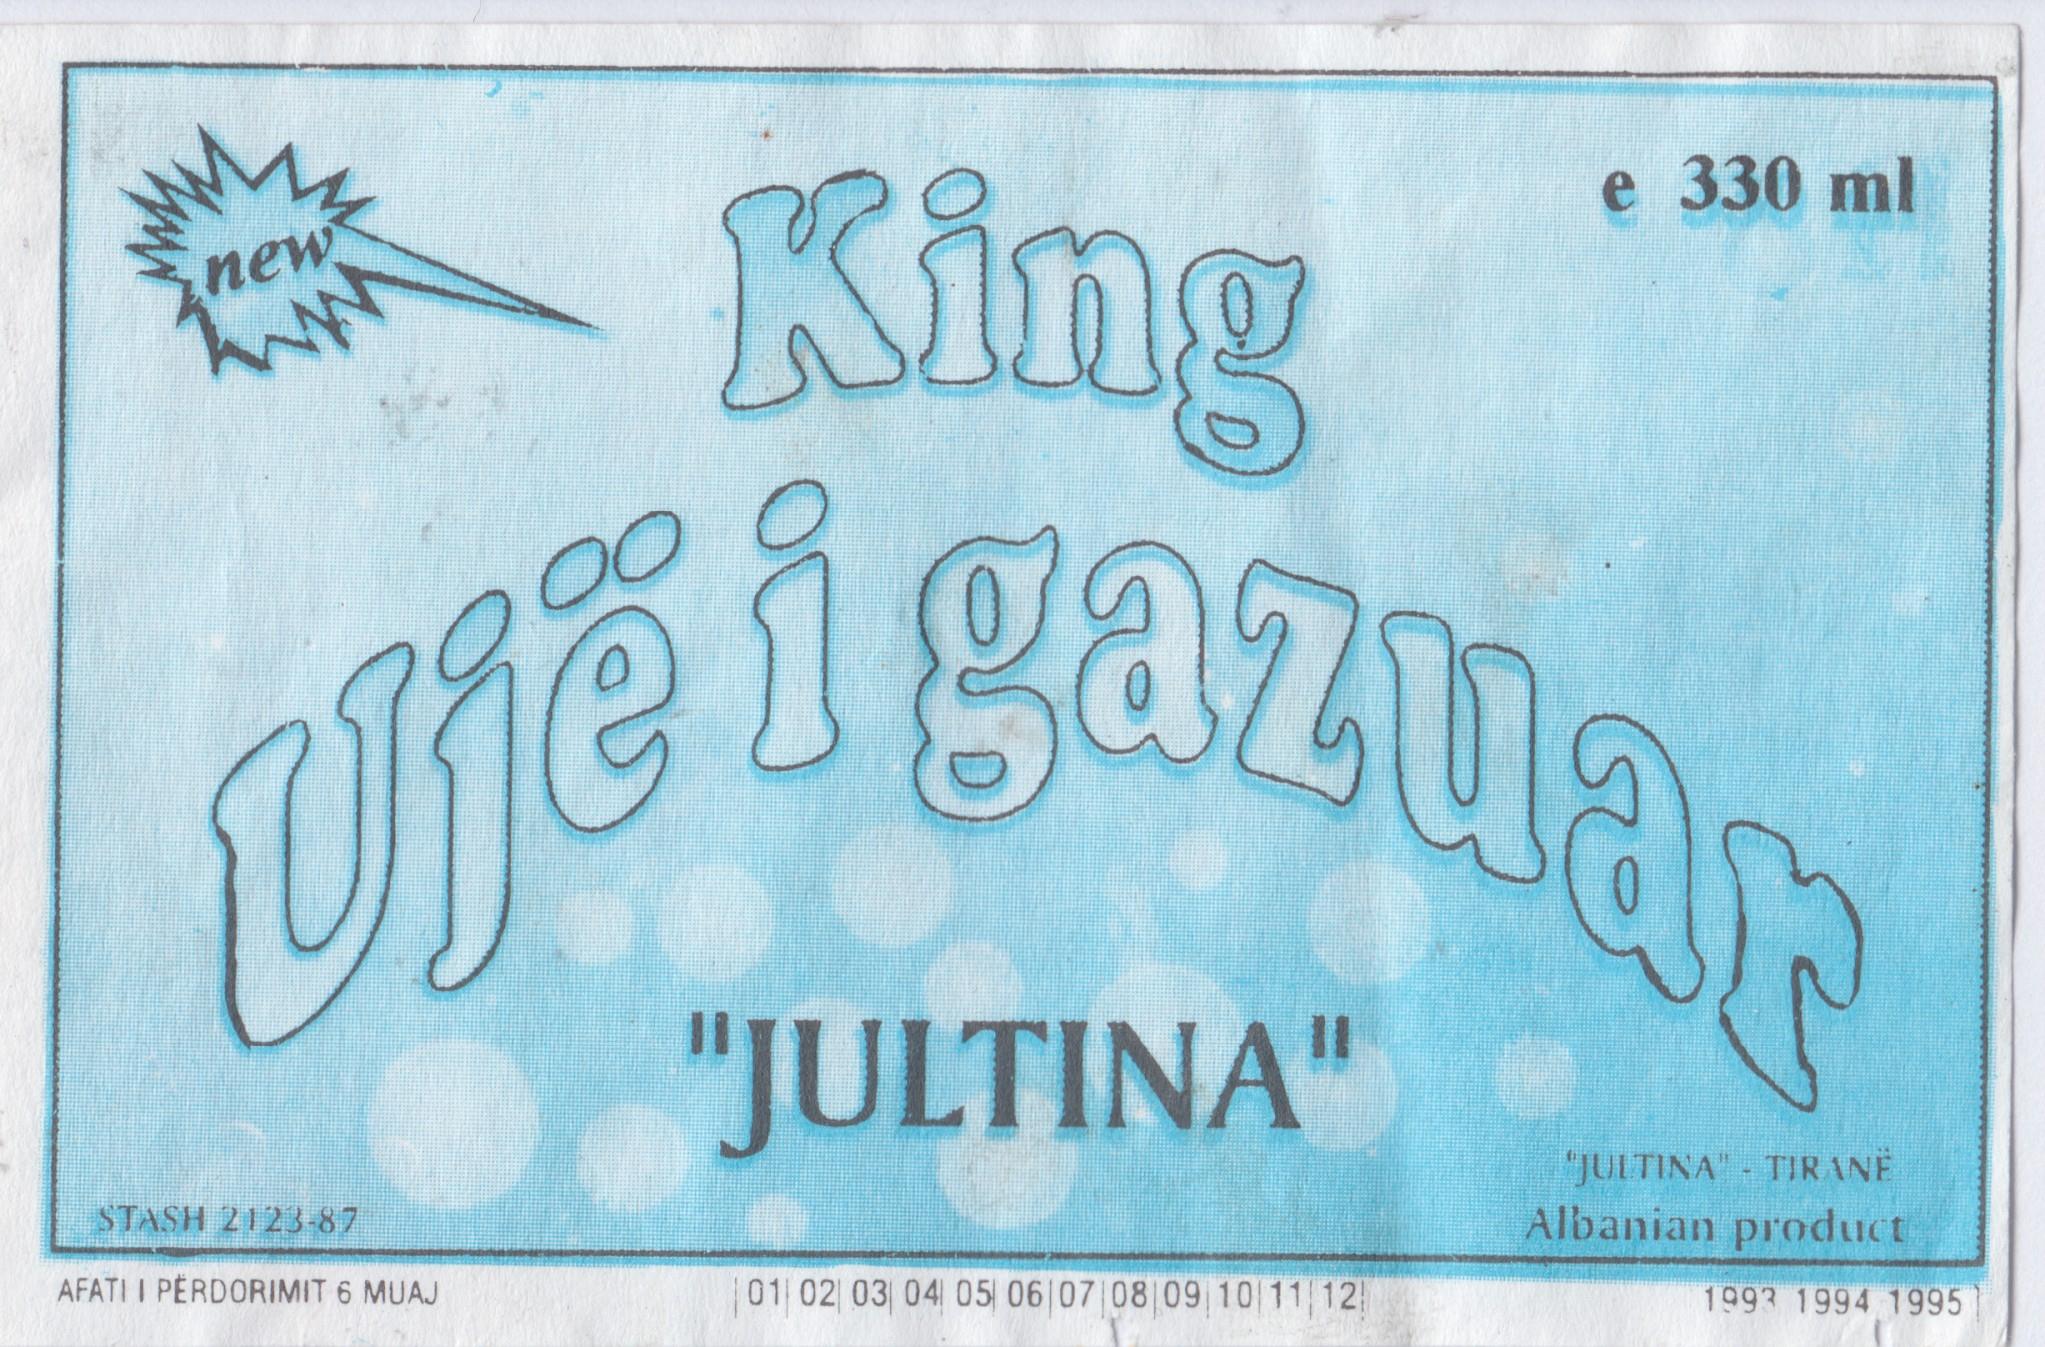 new
King
e 330 ml
Ujë i gazuar
"JULTINA"
"JULTINA" - TIRANË
STASH 2123-87
Albanian product
AFATI I PËRDORIMIT 6 MUAJ
01 02 03 04 05 06 07 08 09 10 11 12
1993 1994 1995